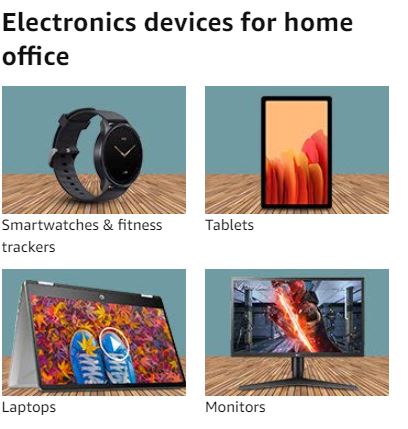 Electronics devices for home
office
Smartwatches & fitness
trackers
Tablets
Laptops
Monitors